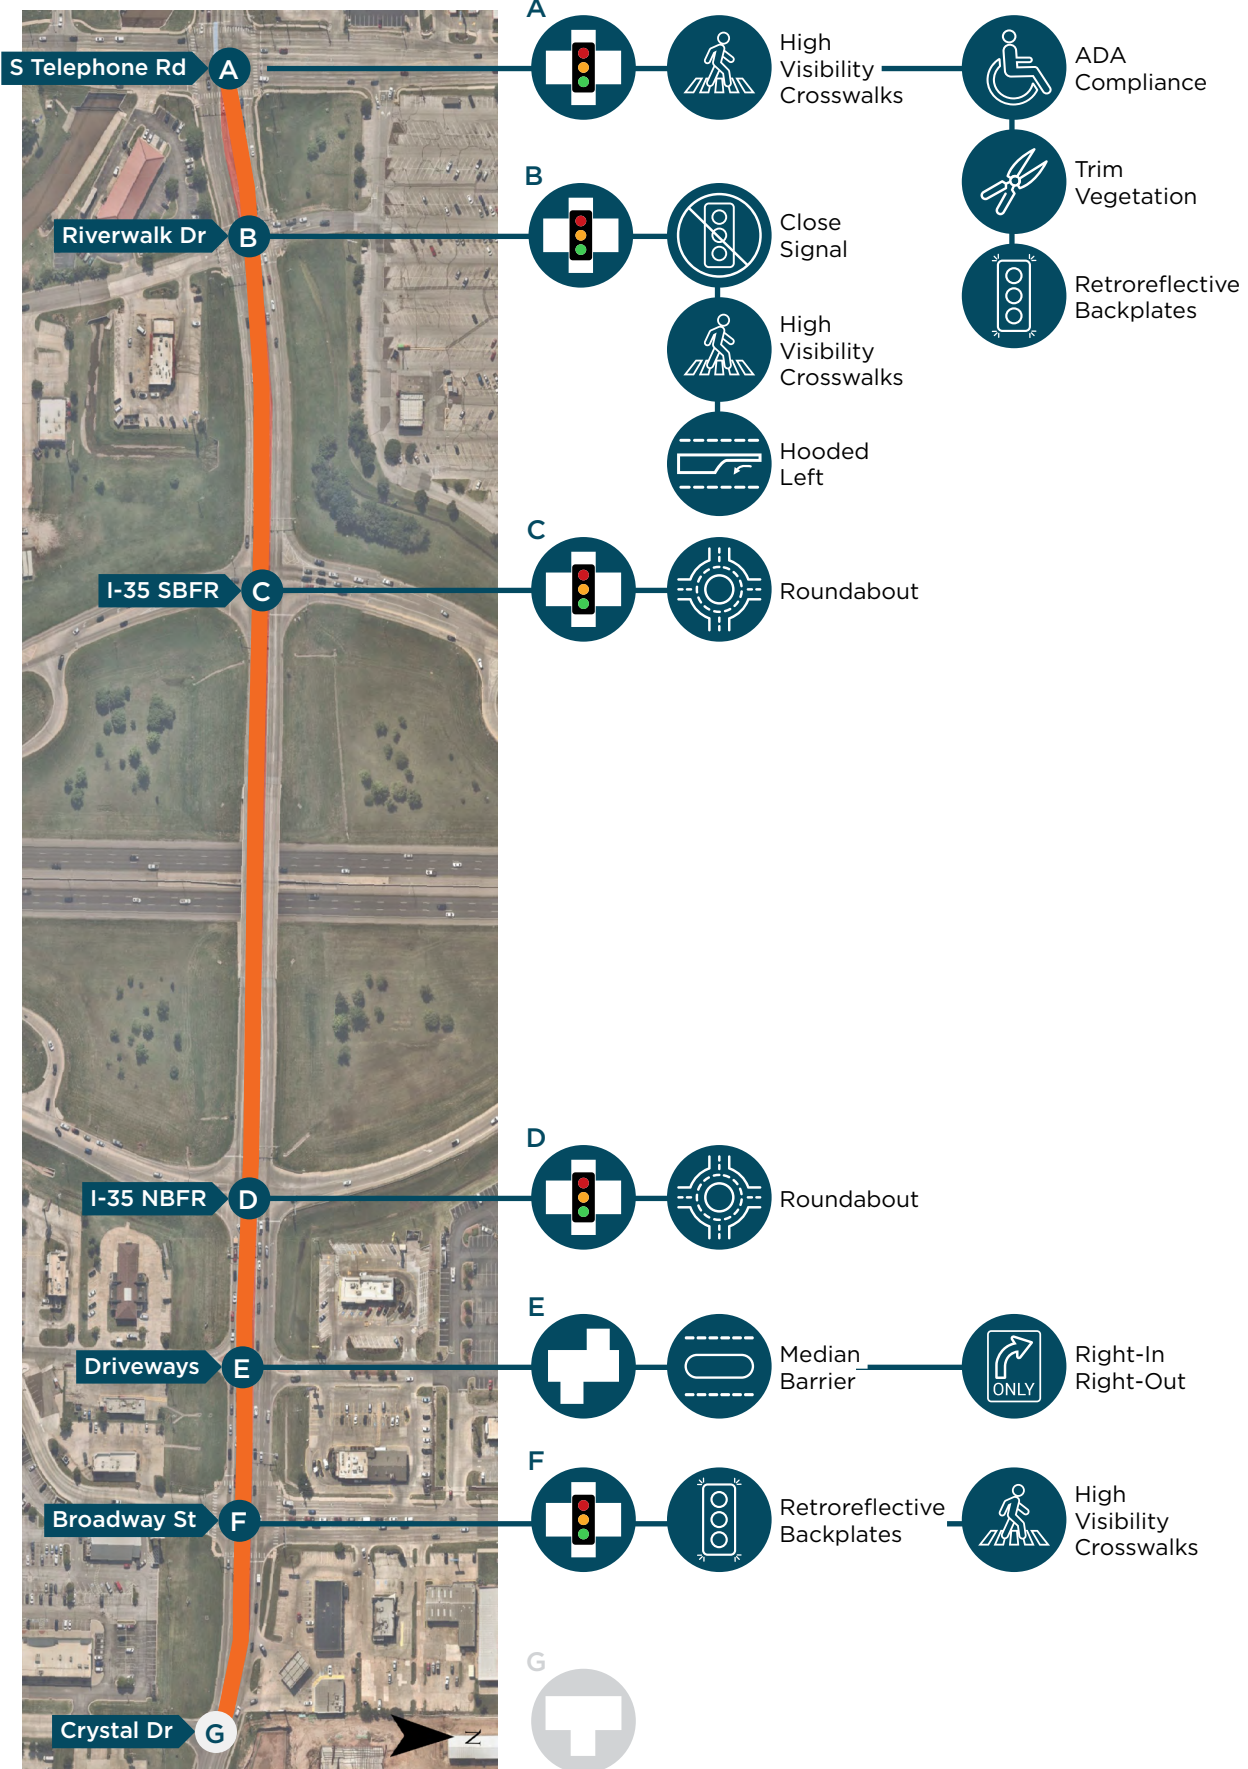 A
S Telephone Rd
A
High
Visibility
Crosswalks
ADA
Compliance
Trim
Vegetation
Retroreflective
Backplates
B
Riverwalk Dr
B
Close
Signal
High
Visibility
Crosswalks
Hooded
Left
C
I-35 SBFR
C
Roundabout
D
I-35 NBFR
D
Roundabout
E
Driveways
E
Median
Barrier
ONLY
Right-In
Right-Out
F
Broadway St
F
Retroreflective
Backplates
High
Visibility
Crosswalks
G
Crystal Dr
G
N